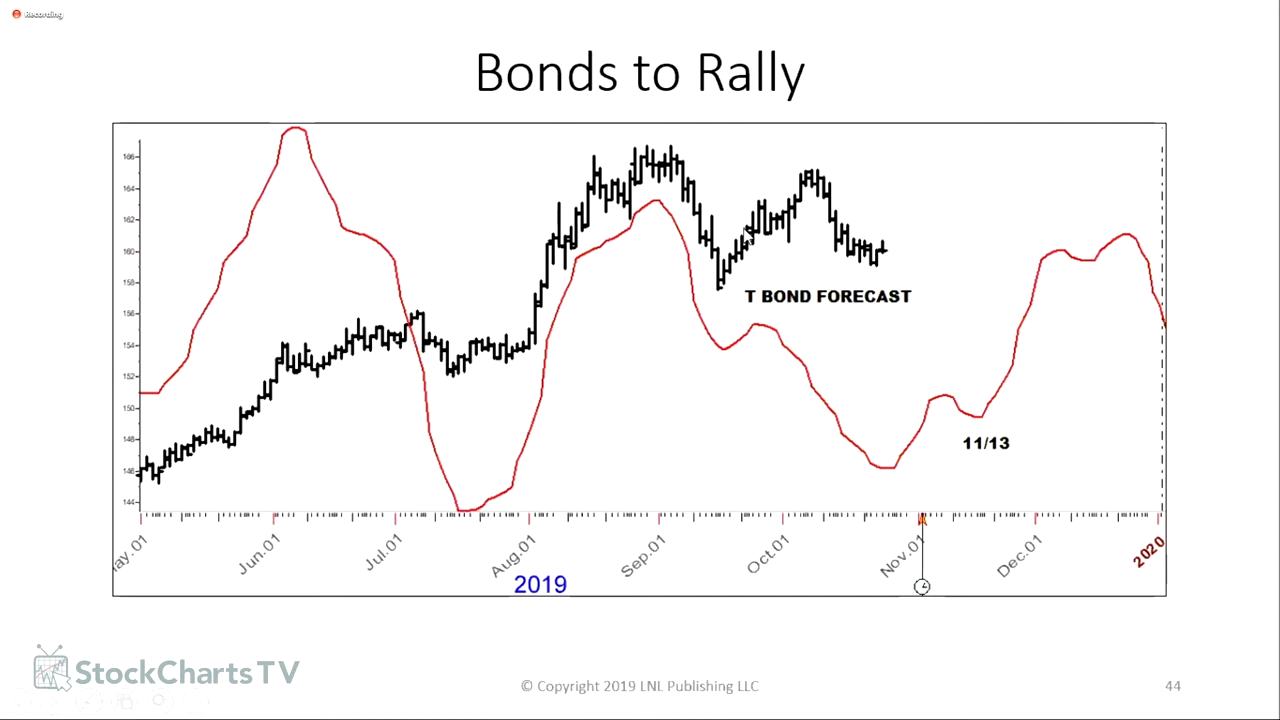 Recording
Bonds to Rally
166
164
162
160
158
156
154
152
150
148
146
144
T BOND FORECAST
11/13
ay.01
Jun.01
Jul.01
Aug.01
Sep.01
Oct.01
Nov.01
Dec.01
2020
2019
StockCharts TV
© Copyright 2019 LNL Publishing LLC
44